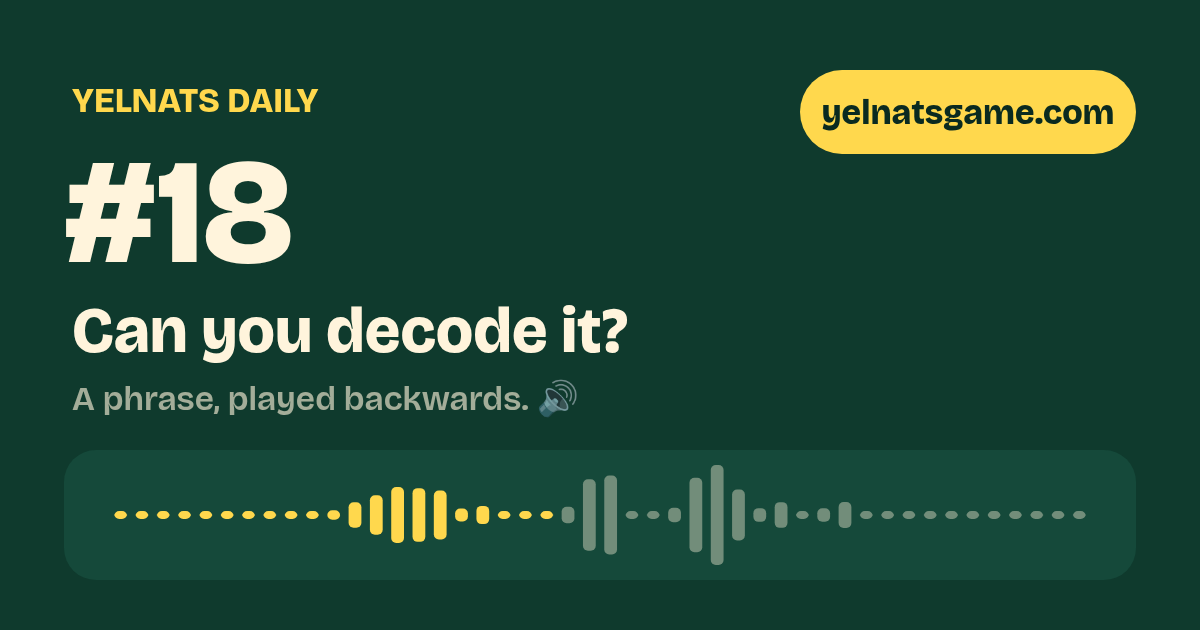 YELNATS DAILY
yelnatsgame.com
#18
Can you decode it?
A phrase, played backwards. 🔊